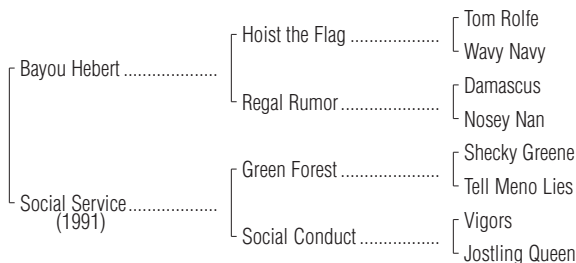 Tom Rolfe
Hoist the Flag ...................
Wavy Navy
Bayou Hebert ....................
Damascus
Regal Rumor .....................
Nosey Nan
Shecky Greene
Green Forest .....................
Tell Meno Lies
Social Service...................
(1991)
Vigors
Social Conduct .................
Jostling Queen